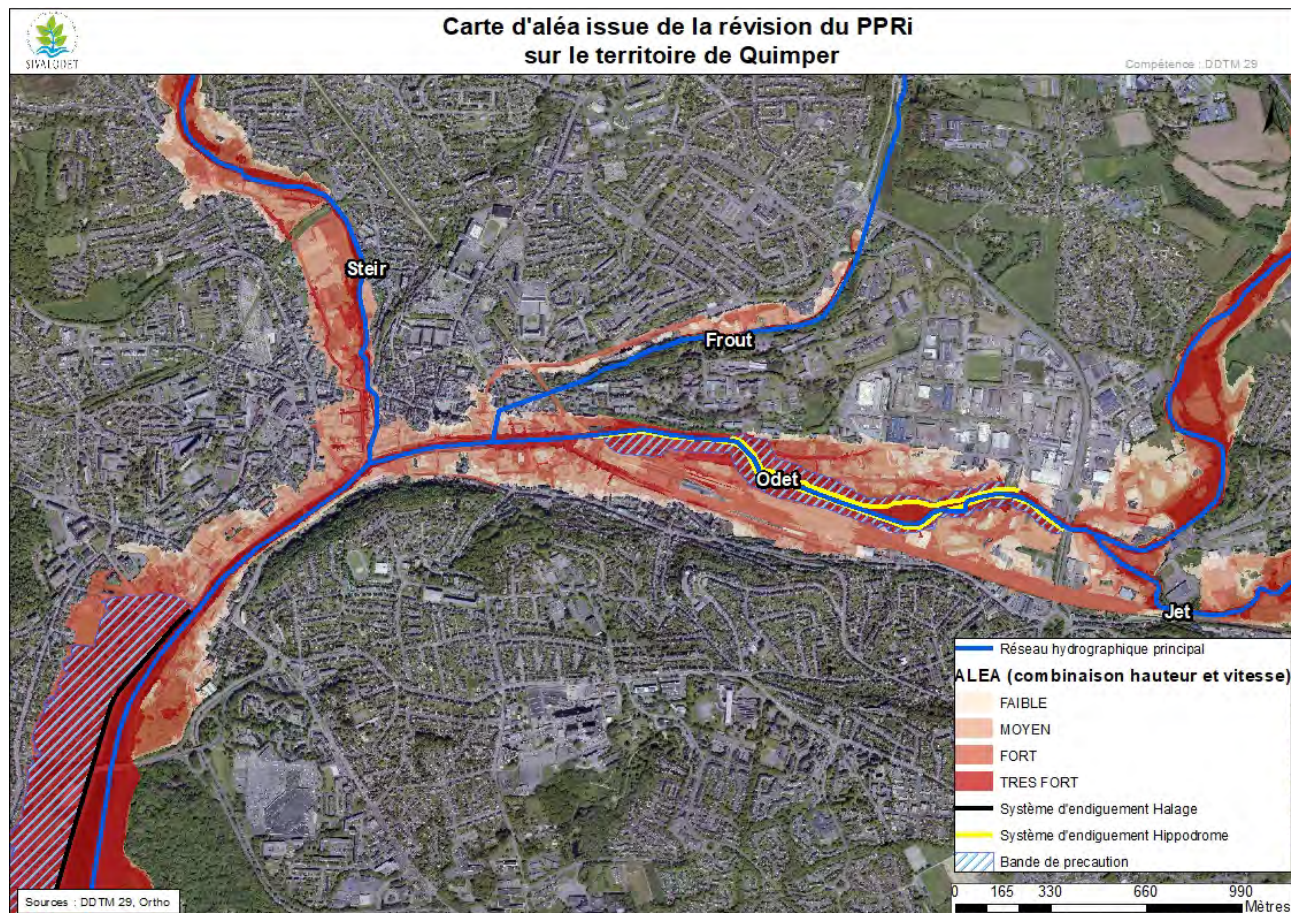 SIVALODET
Carte d'aléa issue de la révision du PPRi
sur le territoire de Quimper
Compétence : DDTM 29
Steir
Frout
Odet
Jet
Réseau hydrographique principal
ALEA (combinaison hauteur et vitesse)
FAIBLE
MOYEN
FORT
TRES FORT
Système d'endiguement Halage
Système d'endiguement Hippodrome
Bande de precaution
0 165 330 660 990
Mètres
Sources : DDTM 29, Ortho